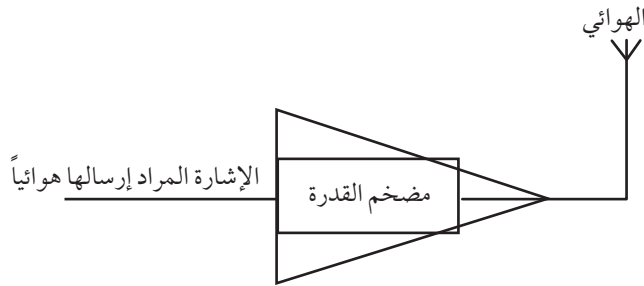 الهوائي
الإشارة المراد إرسالها هوائياً
مضخم القدرة